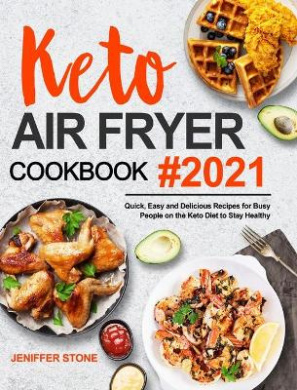 Keto
AIR FRYER
COOKBOOK #2021
Quick, Easy and Delicious Recipes for Busy
People on the Keto Diet to Stay Healthy
JENIFFER STONE